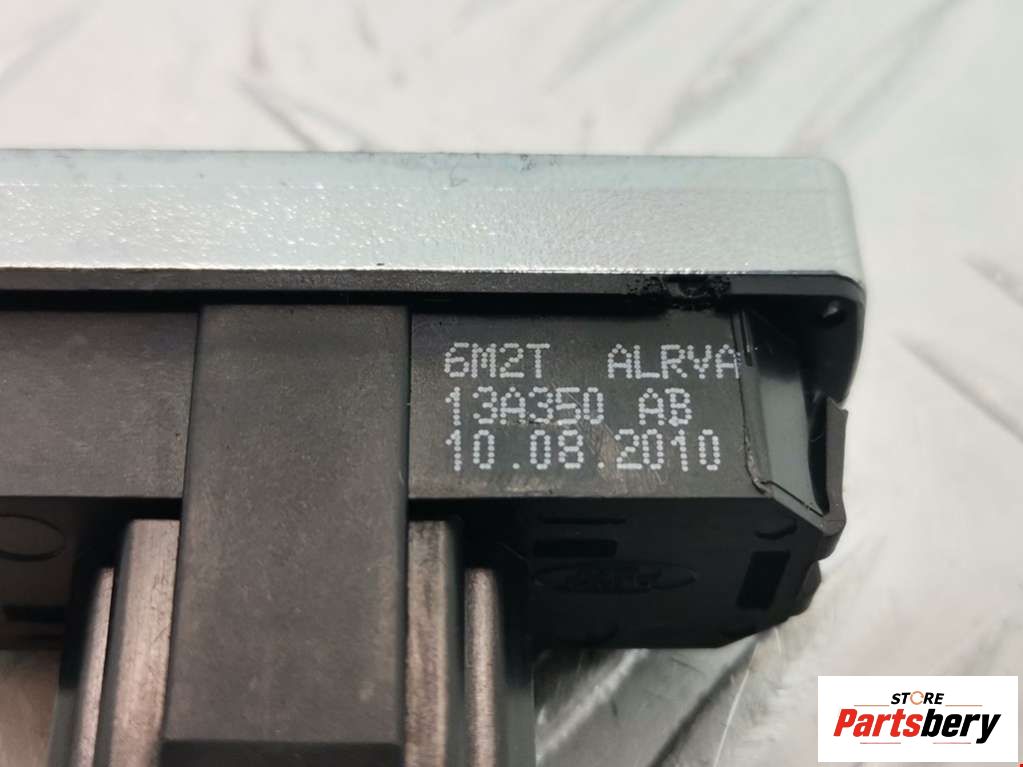 6M2T ALRVA
13A350 AB
10.08.2010
STORE
Partsbery